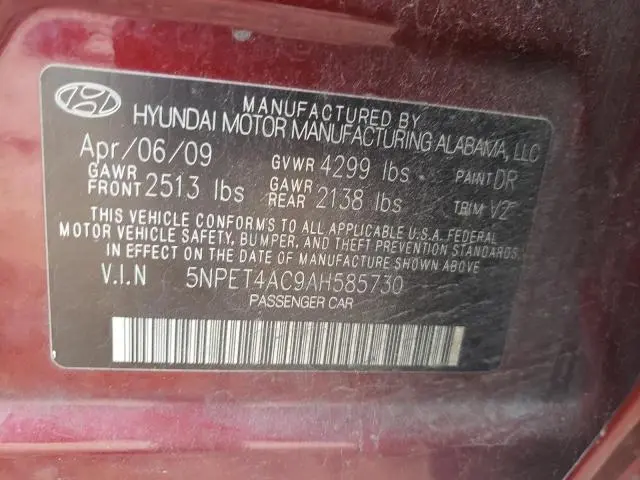 MANUFACTURED BY
HYUNDAI MOTOR MANUFACTURING ALABAMA, LLC
Apr/06/09 GVWR 4299 lbs PAINT DR
GAWR FRONT 2513 lbs GAWR REAR 2138 lbs TRIM V2
THIS VEHICLE CONFORMS TO ALL APPLICABLE U.S.A. FEDERAL
MOTOR VEHICLE SAFETY, BUMPER, AND THEFT PREVENTION STANDARDS
IN EFFECT ON THE DATE OF MANUFACTURE SHOWN ABOVE.
V.I.N 5NPET4AC9AH585730
PASSENGER CAR